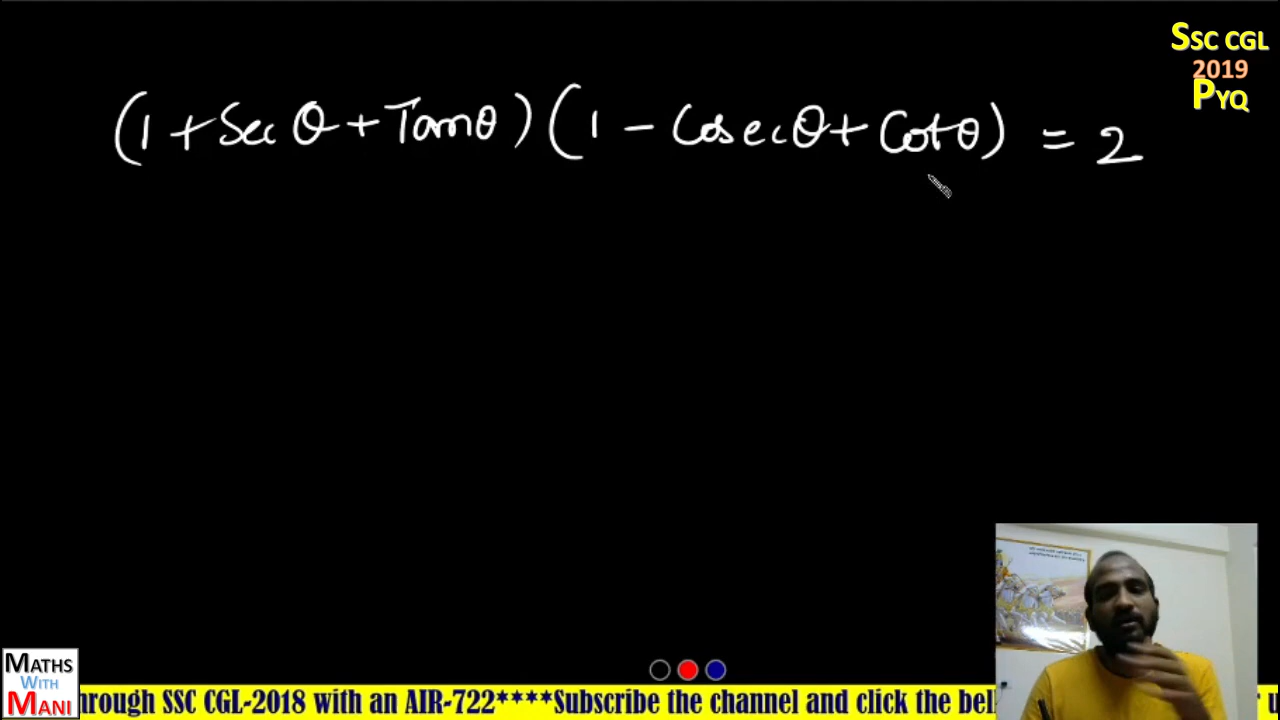 SSC CGL
2019
PYQ
(1 + Sec θ + Tan θ) (1 - Cosec θ + Cot θ) = 2
MATHS
WITH
MANI
hrough SSC CGL-2018 with an AIR-722****Subscribe the channel and click the bel